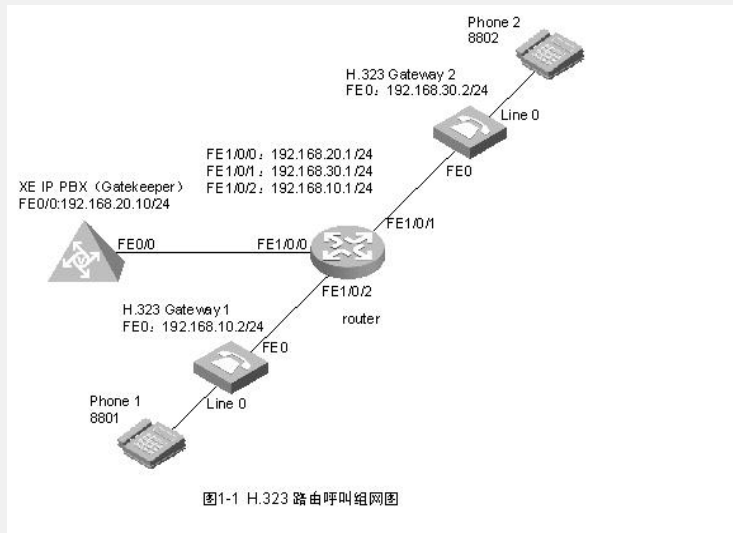 Phone 2
8802
H.323 Gateway 2
FE0：192.168.30.2/24
Line 0
FE0
FE1/0/0：192.168.20.1/24
FE1/0/1：192.168.30.1/24
FE1/0/2：192.168.10.1/24
XE IP PBX（Gatekeeper）
FE0/0:192.168.20.10/24
FE0/0
FE1/0/0
FE1/0/1
FE1/0/2
router
H.323 Gateway1
FE0：192.168.10.2/24
FE0
Line 0
Phone 1
8801
图1-1 H.323 路由呼叫组网图